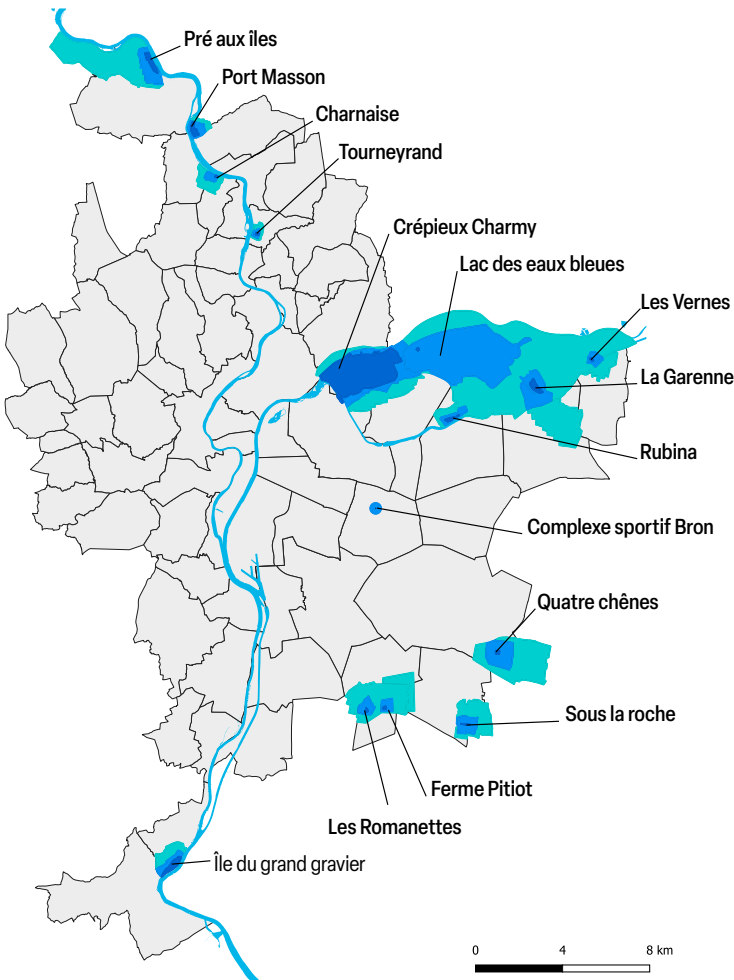 Pré aux îles
Port Masson
Charnaise
Tourneyrand
Crépieux Charmy
Lac des eaux bleues
Les Vernes
La Garenne
Rubina
Complexe sportif Bron
Quatre chênes
Sous la roche
Ferme Pitiot
Les Romanettes
Île du grand gravier
0 4 8 km